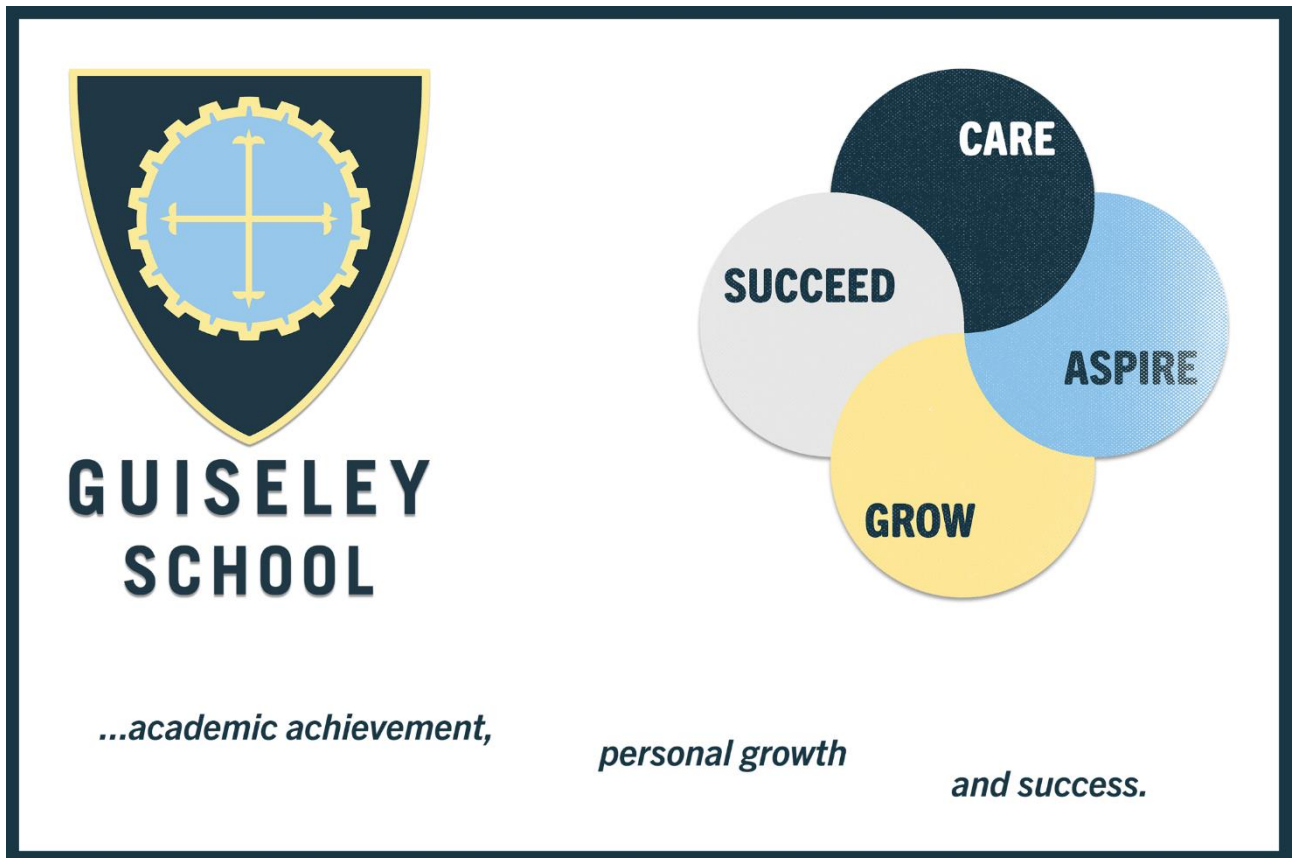 GUISELEY
SCHOOL
CARE
SUCCEED
ASPIRE
GROW
...academic achievement,
personal growth
and success.